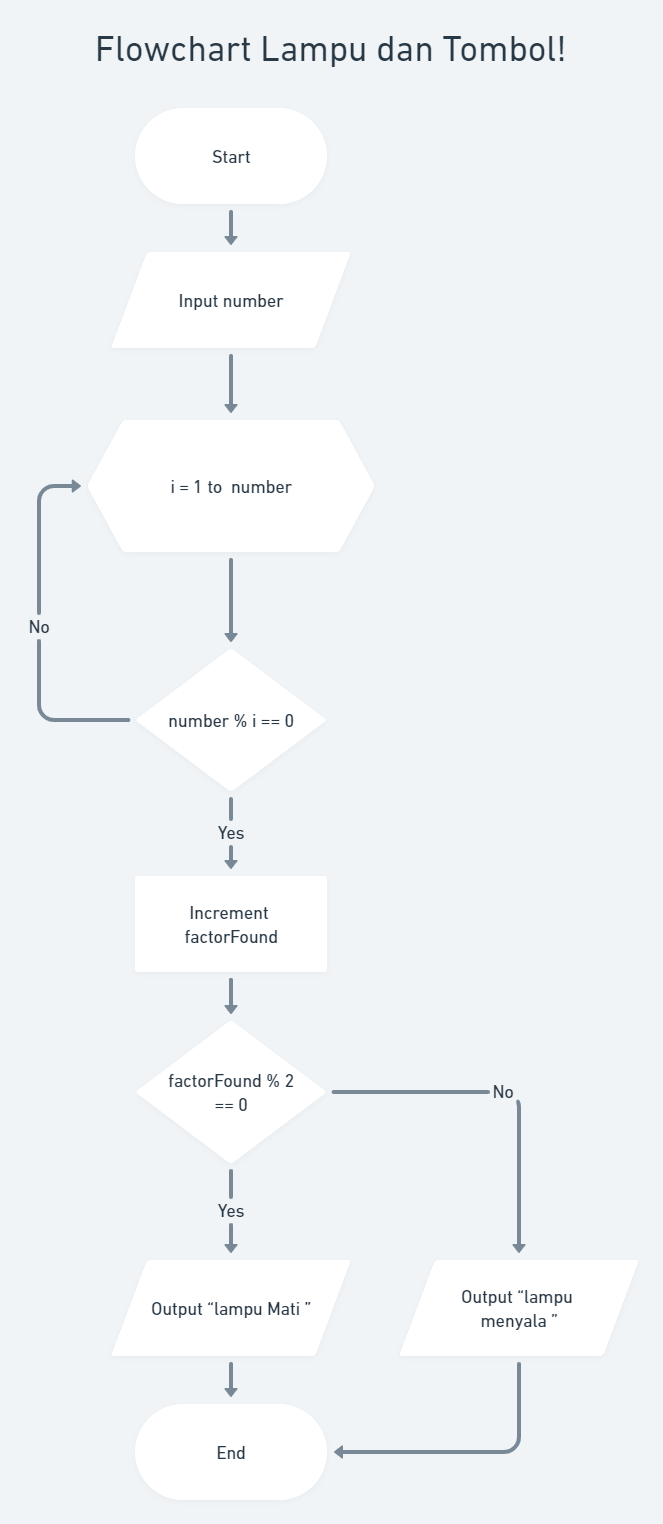 Flowchart Lampu dan Tombol!
Start
Input number
i = 1 to  number
No
number % i == 0
Yes
Increment
factorFound
factorFound % 2
== 0
No
Yes
Output “lampu Mati ”
Output “lampu
menyala ”
End